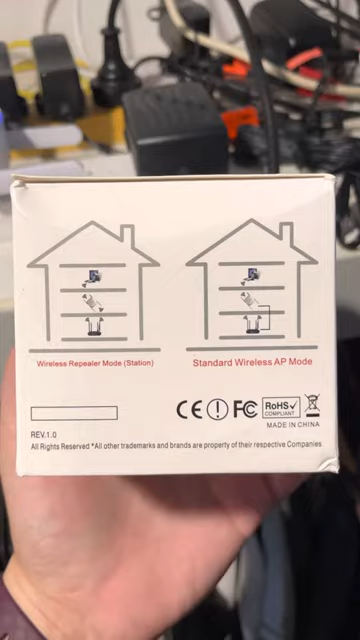 Wireless Repealer Mode (Station)
Standard Wireless AP Mode
CE FC RoHS COMPLIANT
MADE IN CHINA
REV.1.0
All Rights Reserved *All other trademarks and brands are property of their respective Companies